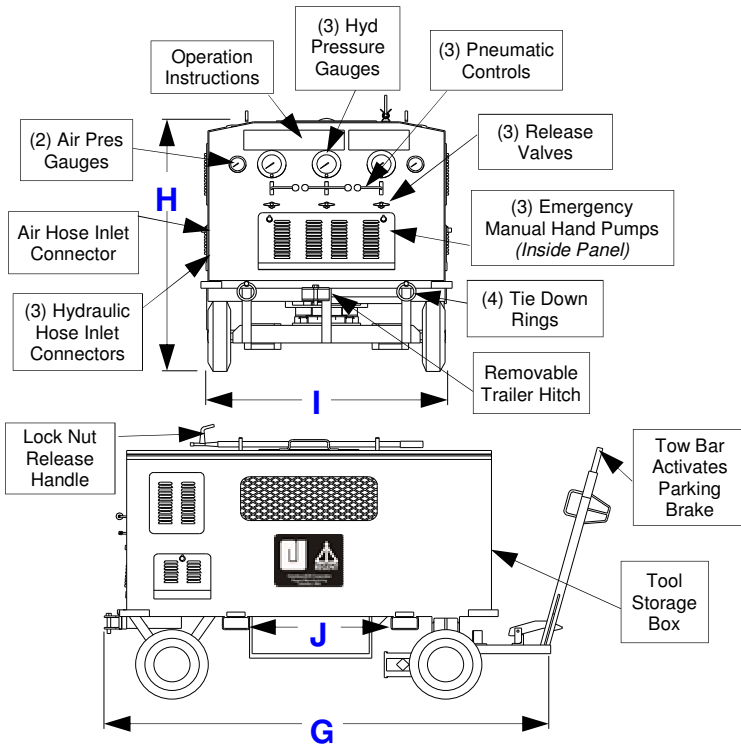 Operation
Instructions
(3) Hyd
Pressure
Gauges
(3) Pneumatic
Controls
(2) Air Pres
Gauges
(3) Release
Valves
H
Air Hose Inlet
Connector
(3) Emergency
Manual Hand Pumps
(Inside Panel)
(3) Hydraulic
Hose Inlet
Connectors
(4) Tie Down
Rings
Removable
Trailer Hitch
I
Lock Nut
Release
Handle
Tow Bar
Activates
Parking
Brake
Tool
Storage
Box
J
G